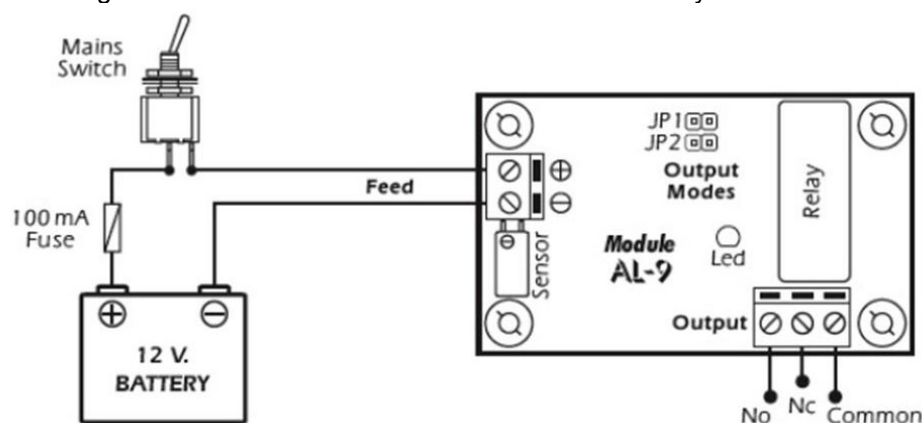 Mains
Switch
100 mA
Fuse
Feed
12 V.
BATTERY
JP1
JP2
Output
Modes
Relay
Sensor
Module
AL-9
Led
Output
No
Nc
Common